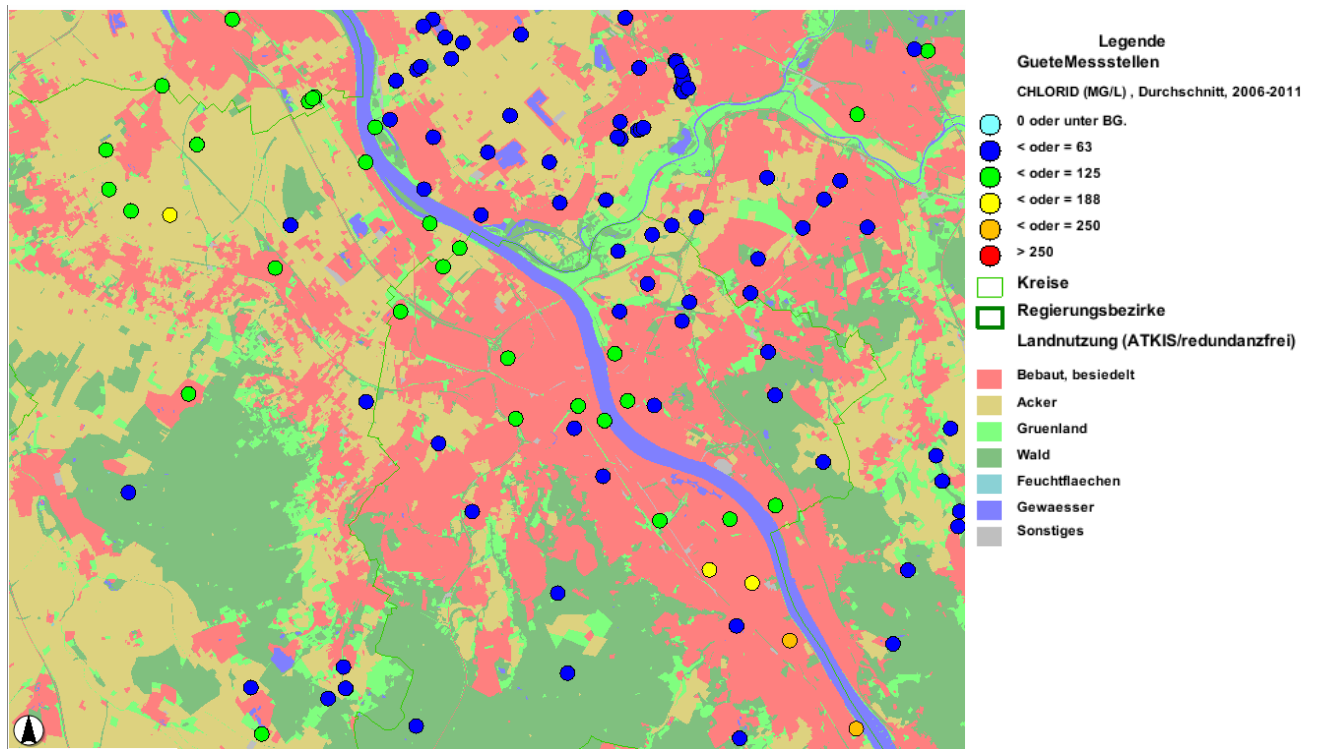 Legende
GueteMessstellen
CHLORID (MG/L) , Durchschnitt, 2006-2011
0 oder unter BG.
< oder = 63
< oder = 125
< oder = 188
< oder = 250
> 250
Kreise
Regierungsbezirke
Landnutzung (ATKIS/redundanzfrei)
Bebaut, besiedelt
Acker
Gruenland
Wald
Feuchtflaechen
Gewaesser
Sonstiges